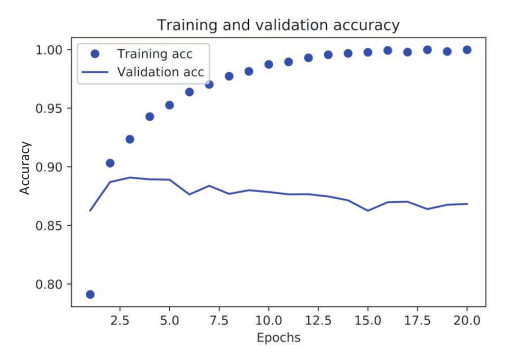 Training and validation accuracy
1.00
0.95
0.90
0.85
0.80
Accuracy
Training acc
Validation acc
2.5 5.0 7.5 10.0 12.5 15.0 17.5 20.0
Epochs